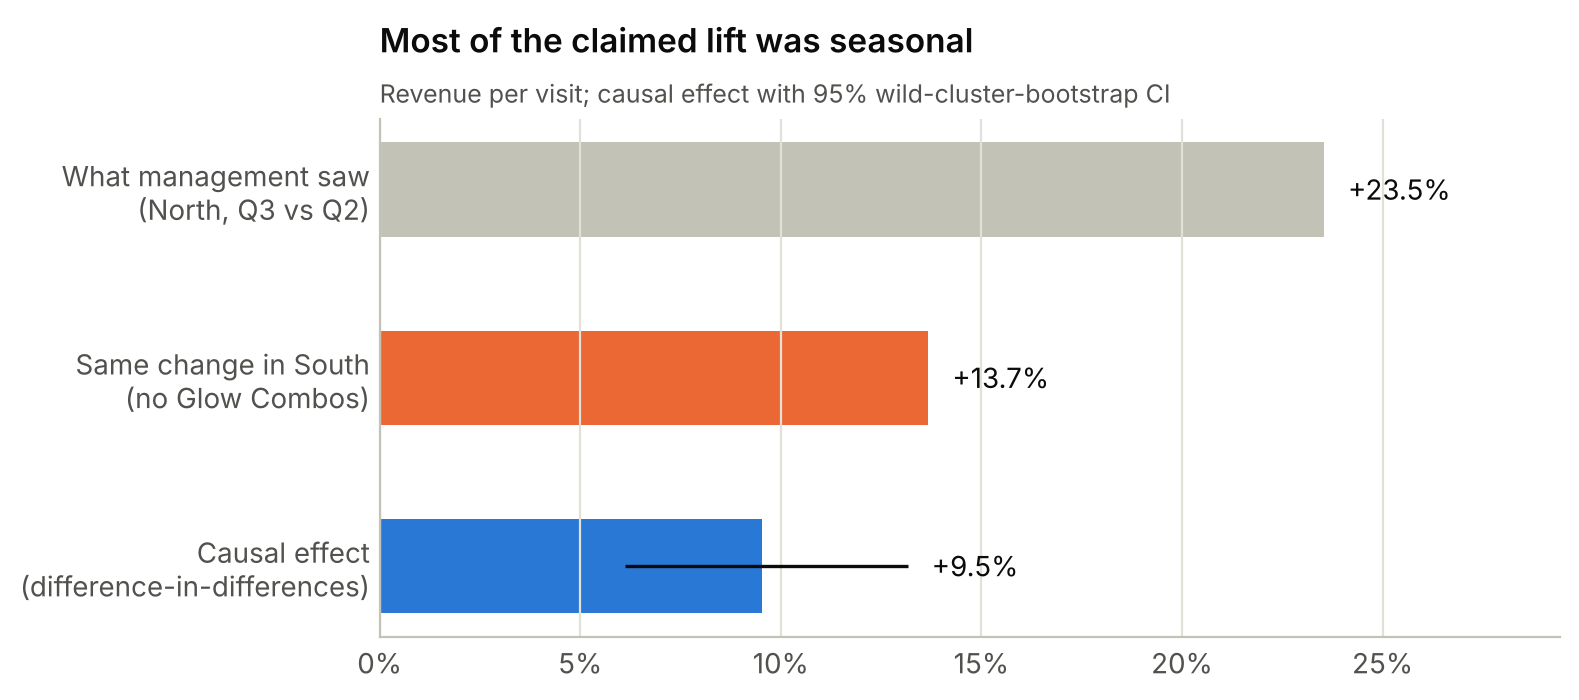 Most of the claimed lift was seasonal
Revenue per visit; causal effect with 95% wild-cluster-bootstrap CI
What management saw
(North, Q3 vs Q2)
+23.5%
Same change in South
(no Glow Combos)
+13.7%
Causal effect
(difference-in-differences)
+9.5%
0% 5% 10% 15% 20% 25%